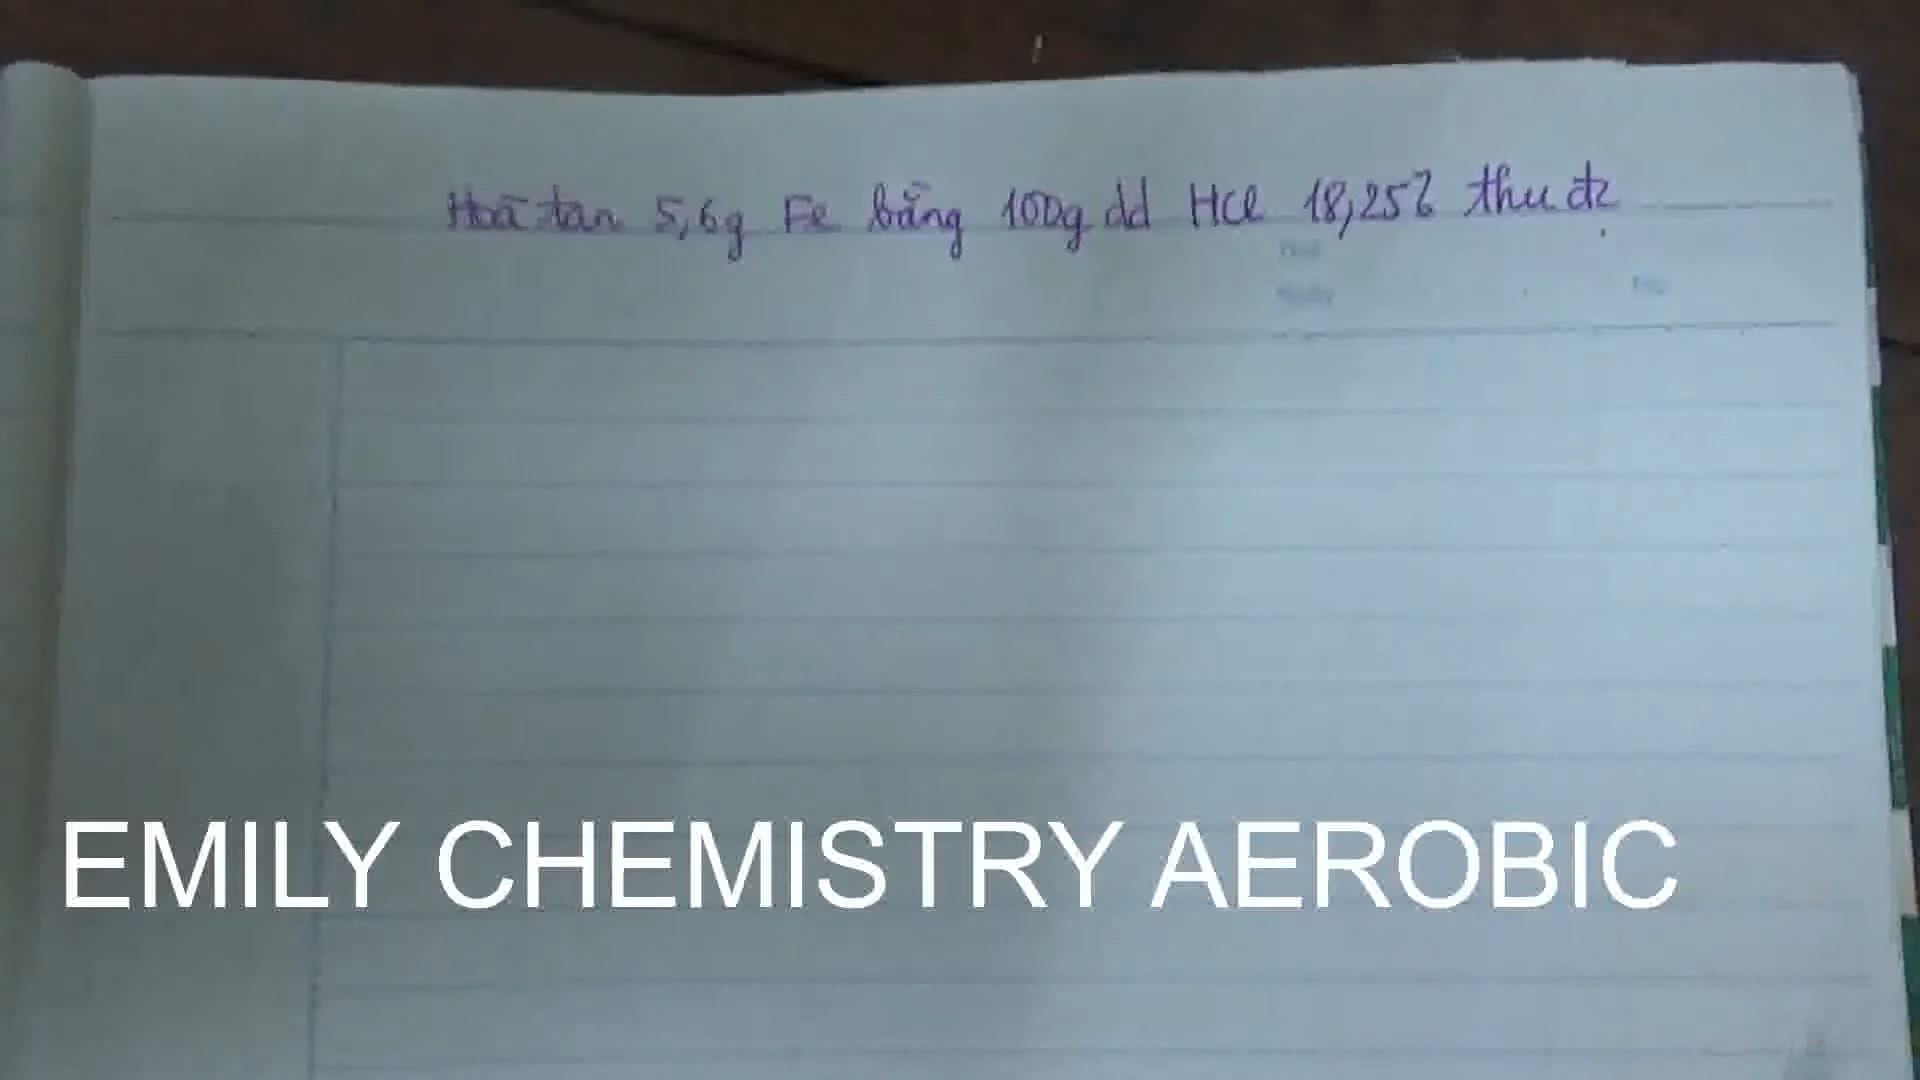 Hoà tan 5,6g Fe bằng 100g dd HCl 18,25% thu đc
EMILY CHEMISTRY AEROBIC